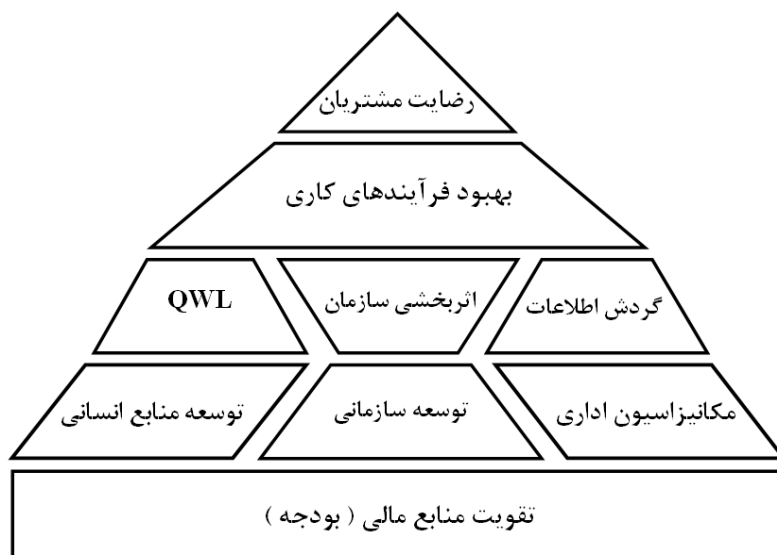 رضایت مشتریان
بهبود فرآیندهای کاری
گردش اطلاعات
اثربخشی سازمان
QWL
مکانیزاسیون اداری
توسعه سازمانی
توسعه منابع انسانی
تقویت منابع مالی ( بودجه )